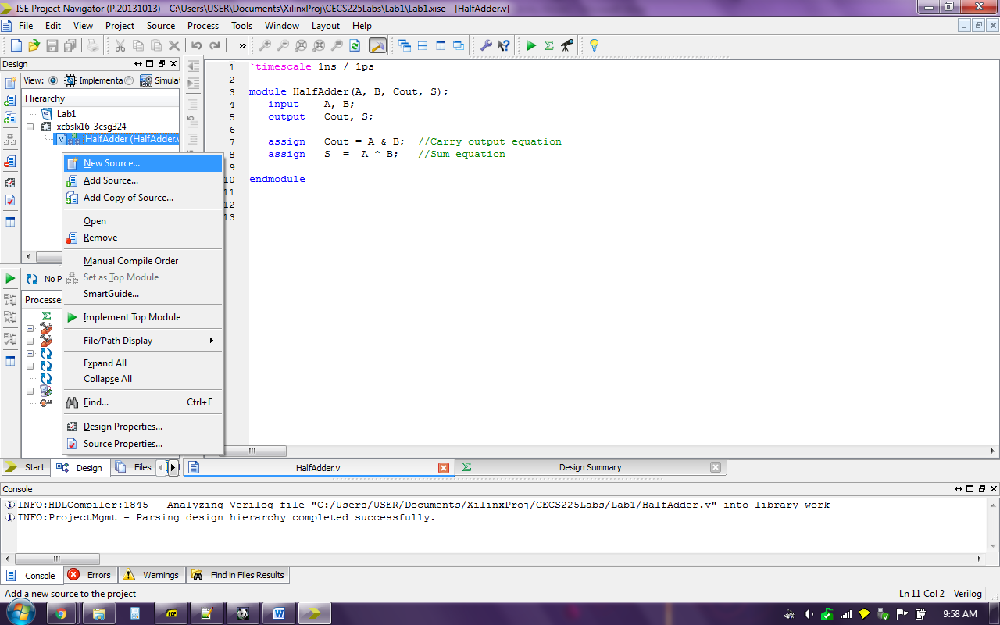 ISE Project Navigator (P.20131013) - C:\Users\USER\Documents\XilinxProj\CECS225Labs\Lab1\Lab1.xise - [HalfAdder.v]
File Edit View Project Source Process Tools Window Layout Help
Design
View: Implementa Simula
Hierarchy
Lab1
xc6slx16-3csg324
HalfAdder (HalfAdder.v
New Source...
Add Source...
Add Copy of Source...
Open
Remove
Manual Compile Order
Set as Top Module
SmartGuide...
Implement Top Module
File/Path Display
Expand All
Collapse All
Find... Ctrl+F
Design Properties...
Source Properties...
No P
Processe
1 `timescale 1ns / 1ps
2
3 module HalfAdder(A, B, Cout, S);
4 input A, B;
5 output Cout, S;
6
7 assign Cout = A & B; //Carry output equation
8 assign S = A ^ B; //Sum equation
9
10 endmodule
11
12
13
Start Design Files
HalfAdder.v Design Summary
Console
INFO:HDLCompiler:1845 - Analyzing Verilog file "C:/Users/USER/Documents/XilinxProj/CECS225Labs/Lab1/HalfAdder.v" into library work
INFO:ProjectMgmt - Parsing design hierarchy completed successfully.
Console Errors Warnings Find in Files Results
Add a new source to the project Ln 11 Col 2 Verilog
PDF W 9:58 AM